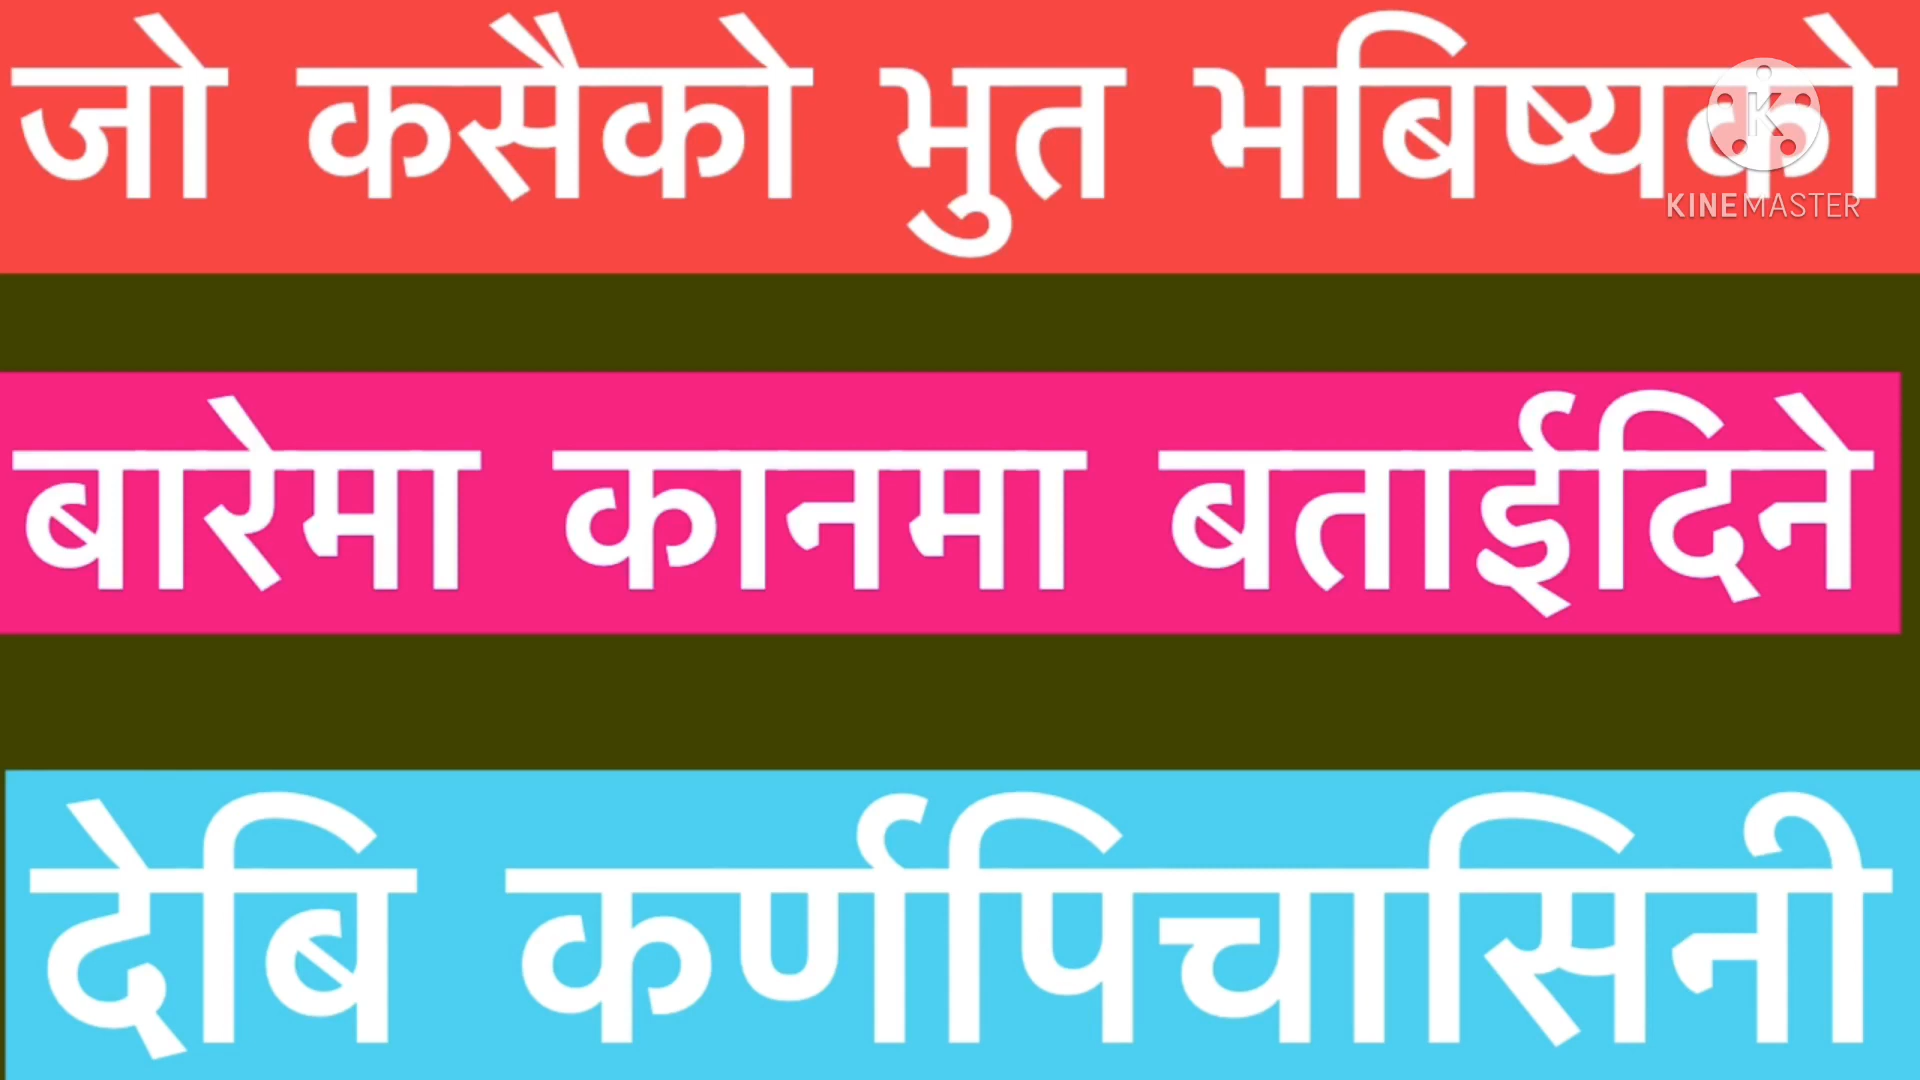 जो कसैको भुत भबिष्यको
KINEMASTER
बारेमा कानमा बताईदिने
देबि कर्णपिचासिनी